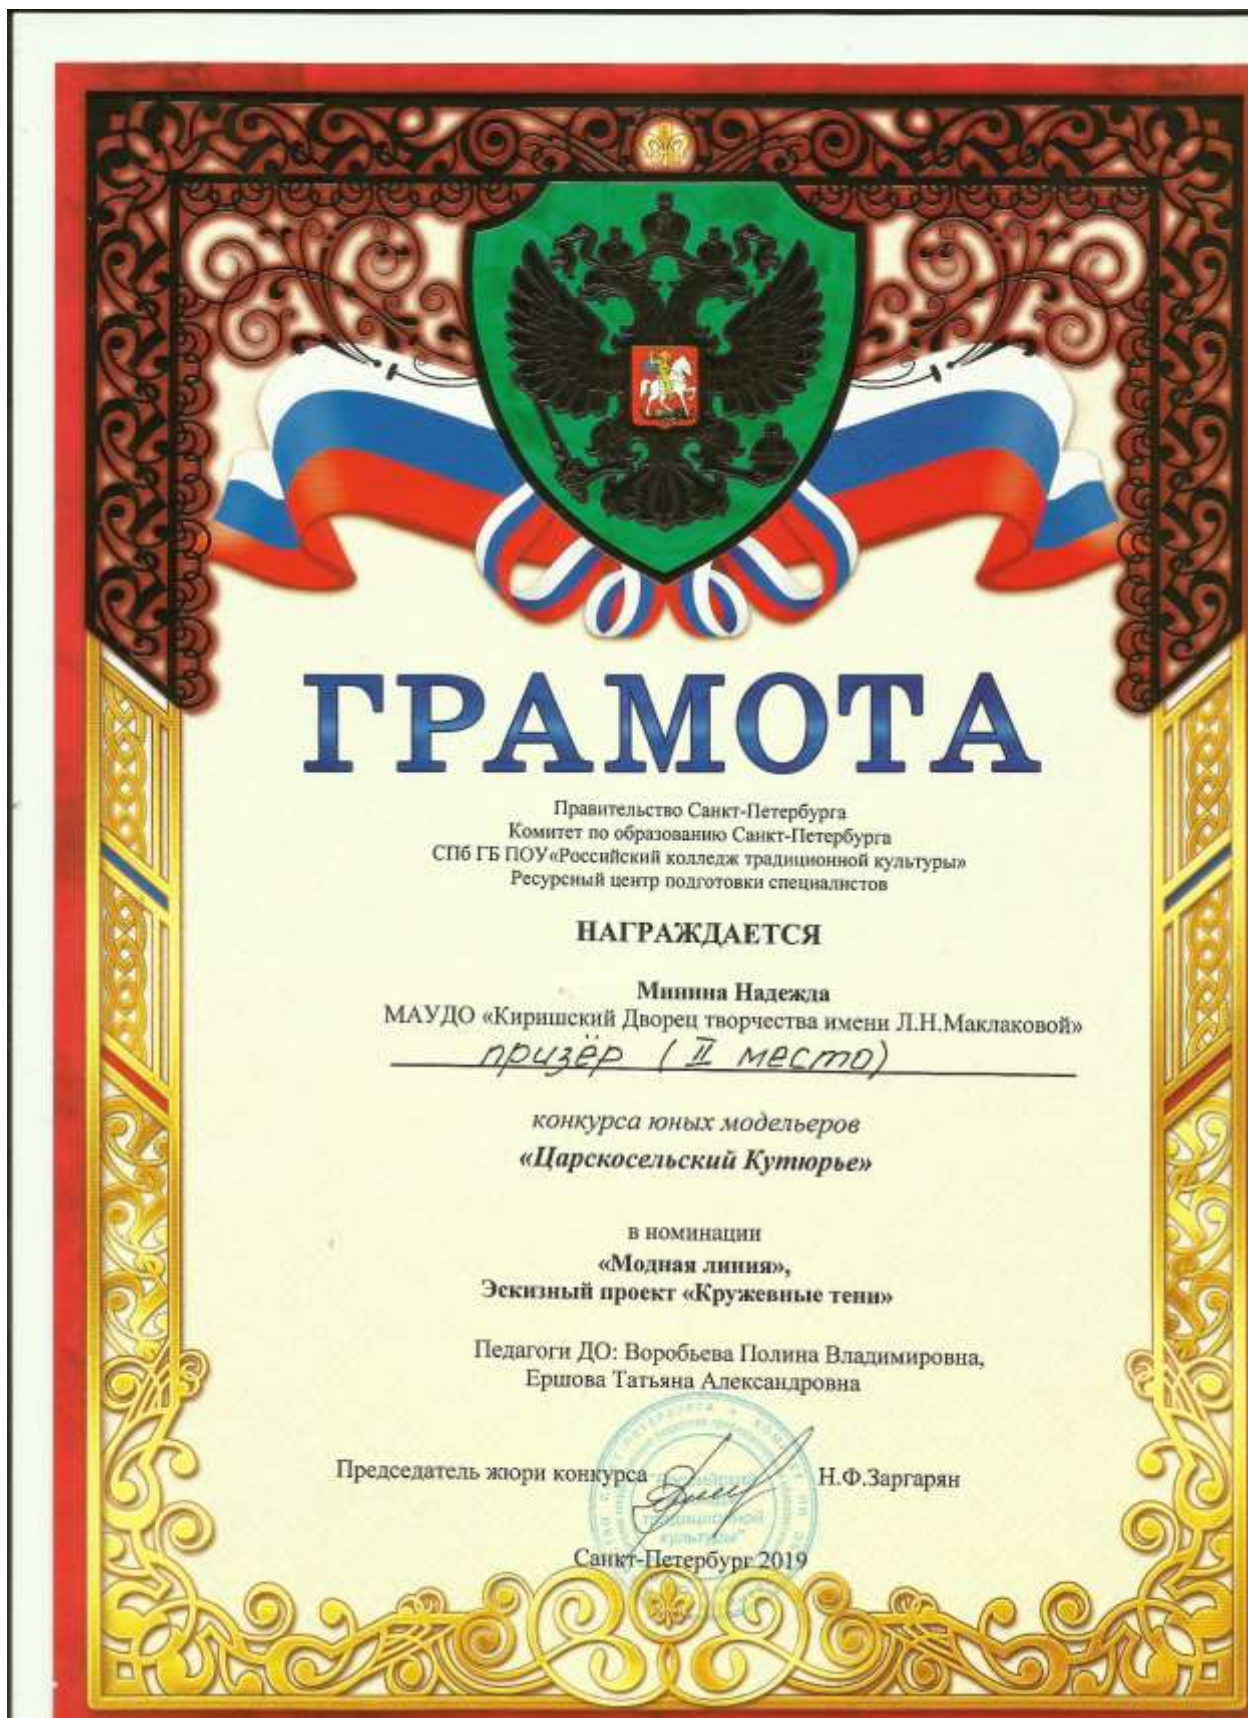 ГРАМОТА
Правительство Санкт-Петербурга
Комитет по образованию Санкт-Петербурга
СПб ГБ ПОУ«Российский колледж традиционной культуры»
Ресурсный центр подготовки специалистов
НАГРАЖДАЕТСЯ
Минина Надежда
МАУДО «Киришский Дворец творчества имени Л.Н.Маклаковой»
призёр (II место)
конкурса юных модельеров
«Царскосельский Кутюрье»
в номинации
«Модная линия»,
Эскизный проект «Кружевные тени»
Педагоги ДО: Воробьева Полина Владимировна,
Ершова Татьяна Александровна
Председатель жюри конкурса Н.Ф.Заргарян
традиционной
культуры"
Санкт-Петербург 2019